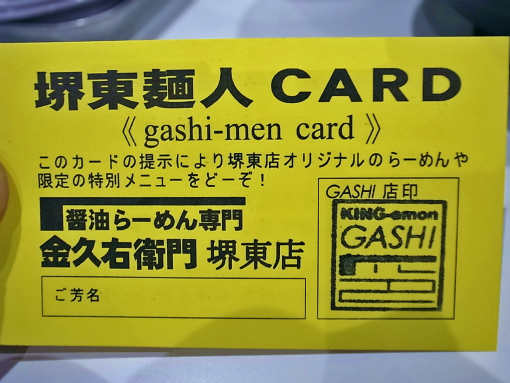 堺東麺人 CARD
《 gashi-men card 》
このカードの提示により堺東店オリジナルのらーめんや
限定の特別メニューをどーぞ！
醤油らーめん専門
金久右衛門 堺東店
ご芳名
GASHI 店印
KING-emon
GASHI